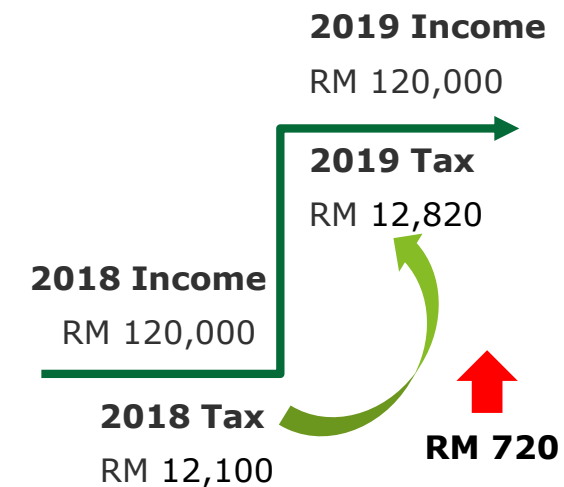 2019 Income
RM 120,000
2019 Tax
RM 12,820
2018 Income
RM 120,000
2018 Tax
RM 12,100
RM 720